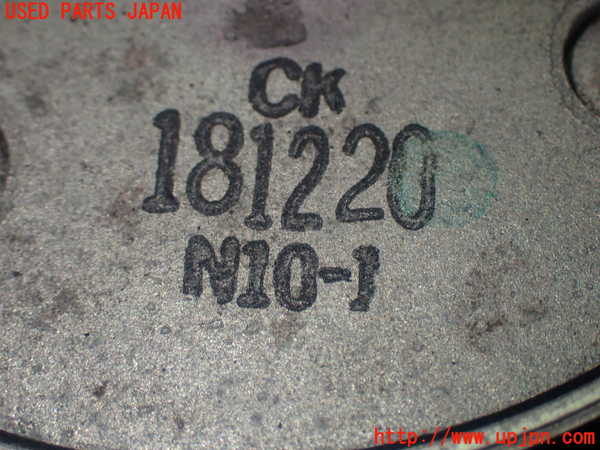 USED PARTS JAPAN
CK
181220
N10-1
http://www.upjpn.com/